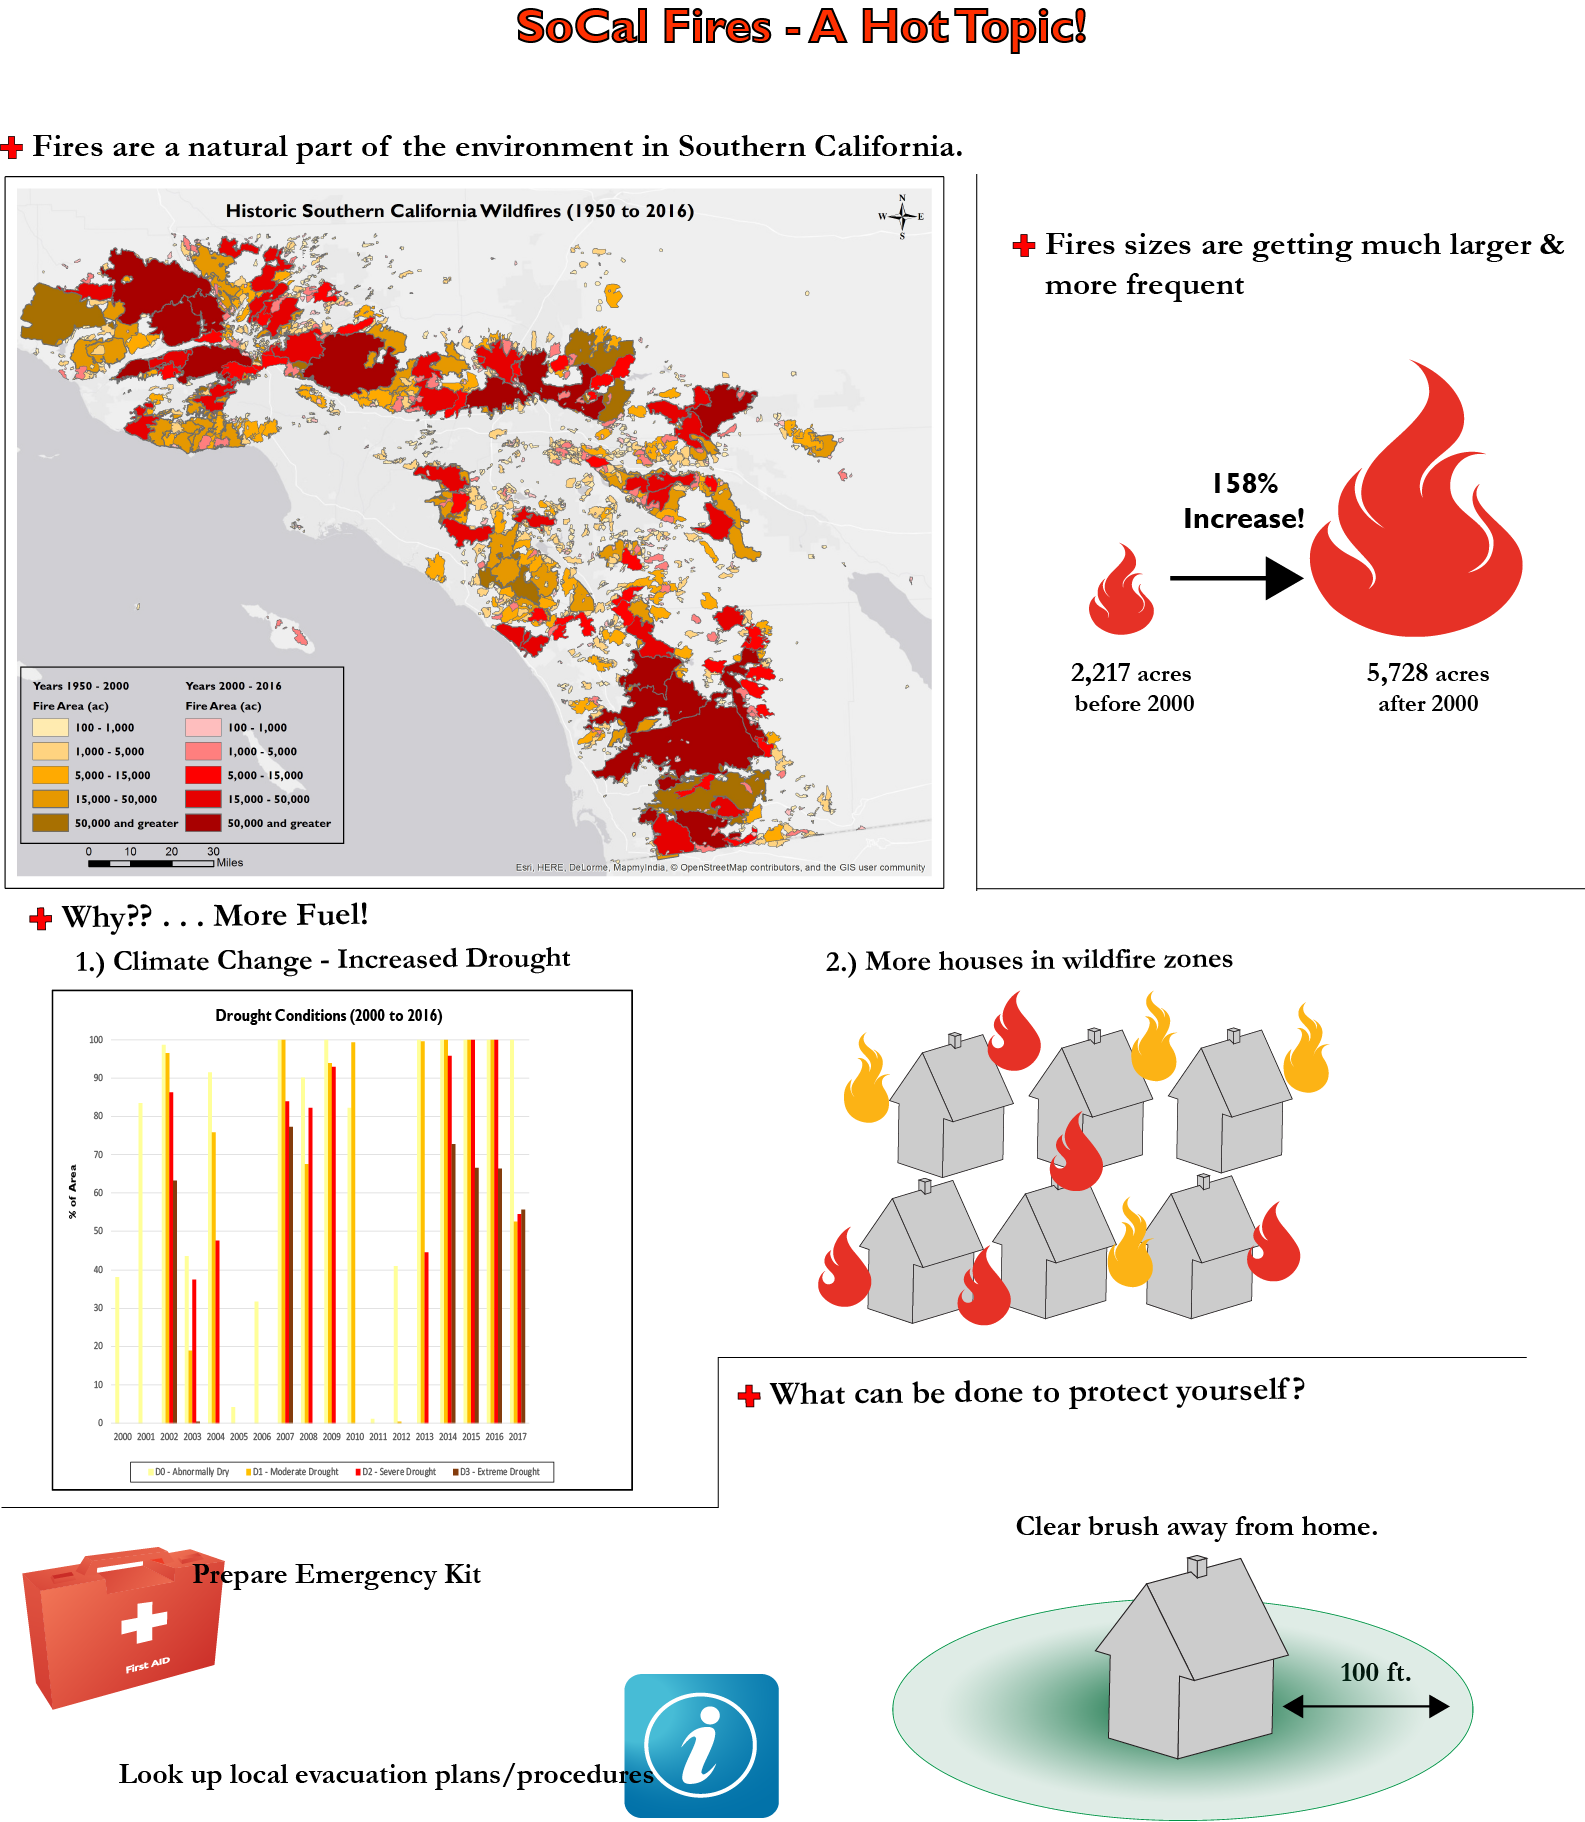 SoCal Fires - A Hot Topic!
Fires are a natural part of the environment in Southern California.
Historic Southern California Wildfires (1950 to 2016)
N
W E
S
Years 1950 - 2000
Fire Area (ac)
100 - 1,000
1,000 - 5,000
5,000 - 15,000
15,000 - 50,000
50,000 and greater
Years 2000 - 2016
Fire Area (ac)
100 - 1,000
1,000 - 5,000
5,000 - 15,000
15,000 - 50,000
50,000 and greater
0 10 20 30
Miles
Esri, HERE, DeLorme, MapmyIndia, © OpenStreetMap contributors, and the GIS user community
Fires sizes are getting much larger &
more frequent
158%
Increase!
2,217 acres
before 2000
5,728 acres
after 2000
Why?? . . . More Fuel!
1.) Climate Change - Increased Drought
Drought Conditions (2000 to 2016)
% of Area
100
90
80
70
60
50
40
30
20
10
0
2000 2001 2002 2003 2004 2005 2006 2007 2008 2009 2010 2011 2012 2013 2014 2015 2016 2017
D0 - Abnormally Dry D1 - Moderate Drought D2 - Severe Drought D3 - Extreme Drought
2.) More houses in wildfire zones
What can be done to protect yourself?
Prepare Emergency Kit
First AID
Look up local evacuation plans/procedures
i
Clear brush away from home.
100 ft.